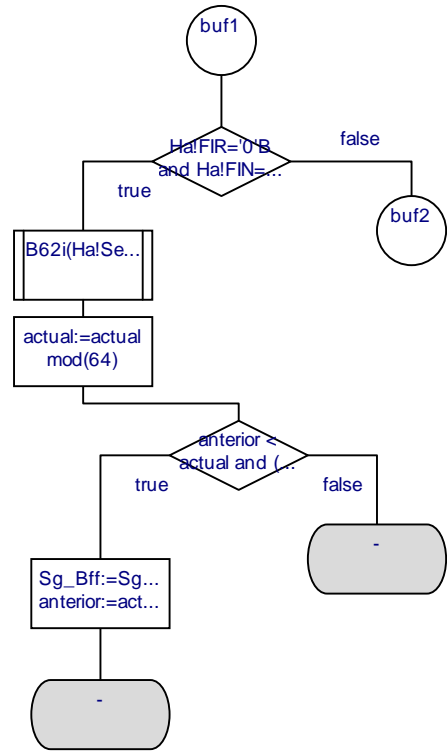 buf1
Ha!FIR='0'B
and Ha!FIN=...
true
false
B62i(Ha!Se...
buf2
actual:=actual
mod(64)
anterior <
actual and (...
true
false
-
Sg_Bff:=Sg...
anterior:=act...
-